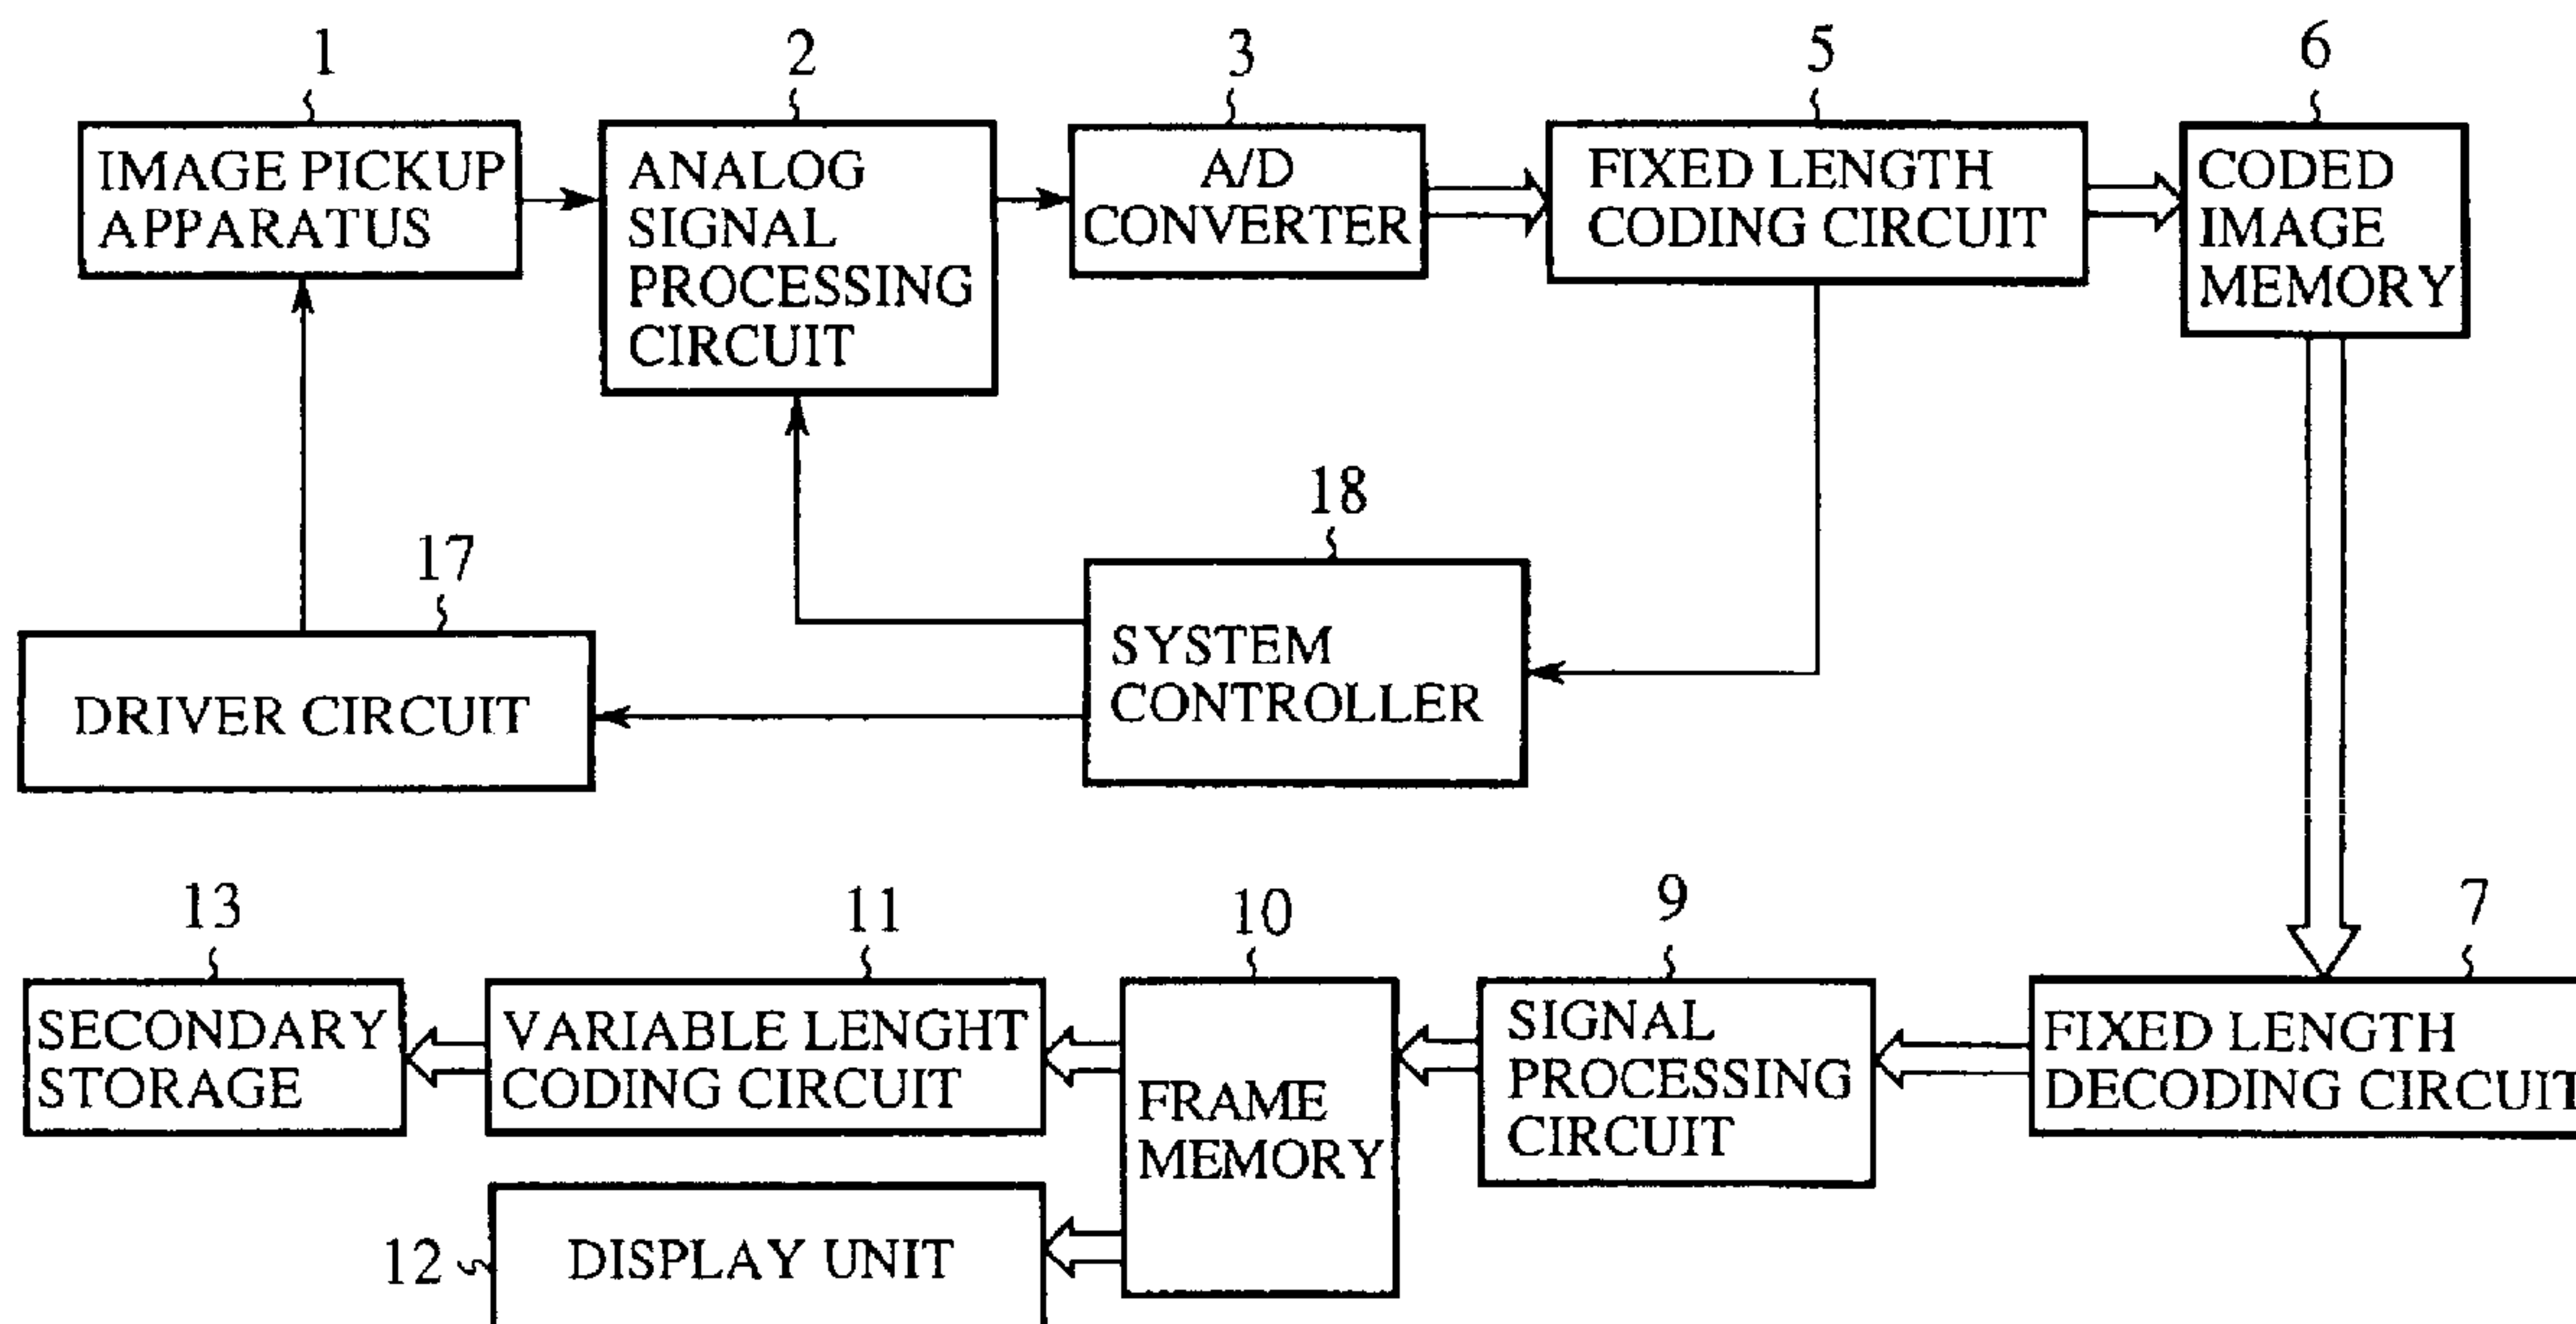 1
2
3
5
6
IMAGE PICKUP
APPARATUS
ANALOG
SIGNAL
PROCESSING
CIRCUIT
A/D
CONVERTER
FIXED LENGTH
CODING CIRCUIT
CODED
IMAGE
MEMORY
17
18
DRIVER CIRCUIT
SYSTEM
CONTROLLER
13
11
10
9
7
SECONDARY
STORAGE
VARIABLE LENGHT
CODING CIRCUIT
FRAME
MEMORY
SIGNAL
PROCESSING
CIRCUIT
FIXED LENGTH
DECODING CIRCUIT
12
DISPLAY UNIT